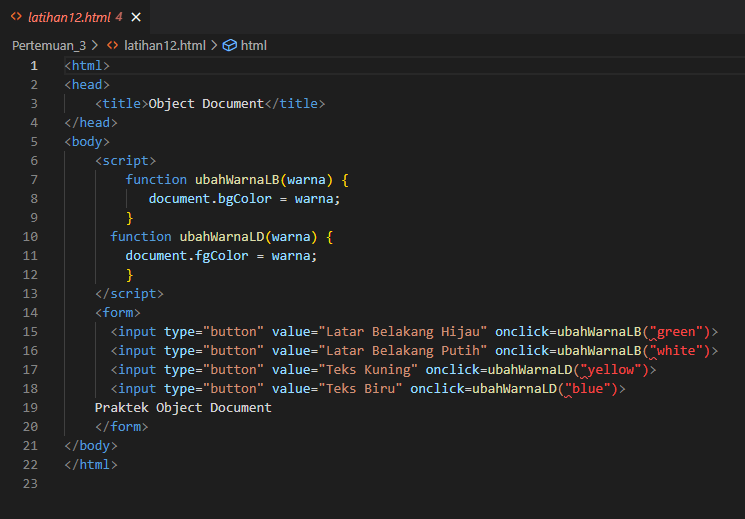 latihan12.html 4
Pertemuan_3 > latihan12.html > html
1 <html>
2 <head>
3 <title>Object Document</title>
4 </head>
5 <body>
6 <script>
7 function ubahWarnaLB(warna) {
8 document.bgColor = warna;
9 }
10 function ubahWarnaLD(warna) {
11 document.fgColor = warna;
12 }
13 </script>
14 <form>
15 <input type="button" value="Latar Belakang Hijau" onclick=ubahWarnaLB("green")>
16 <input type="button" value="Latar Belakang Putih" onclick=ubahWarnaLB("white")>
17 <input type="button" value="Teks Kuning" onclick=ubahWarnaLD("yellow")>
18 <input type="button" value="Teks Biru" onclick=ubahWarnaLD("blue")>
19 Praktek Object Document
20 </form>
21 </body>
22 </html>
23